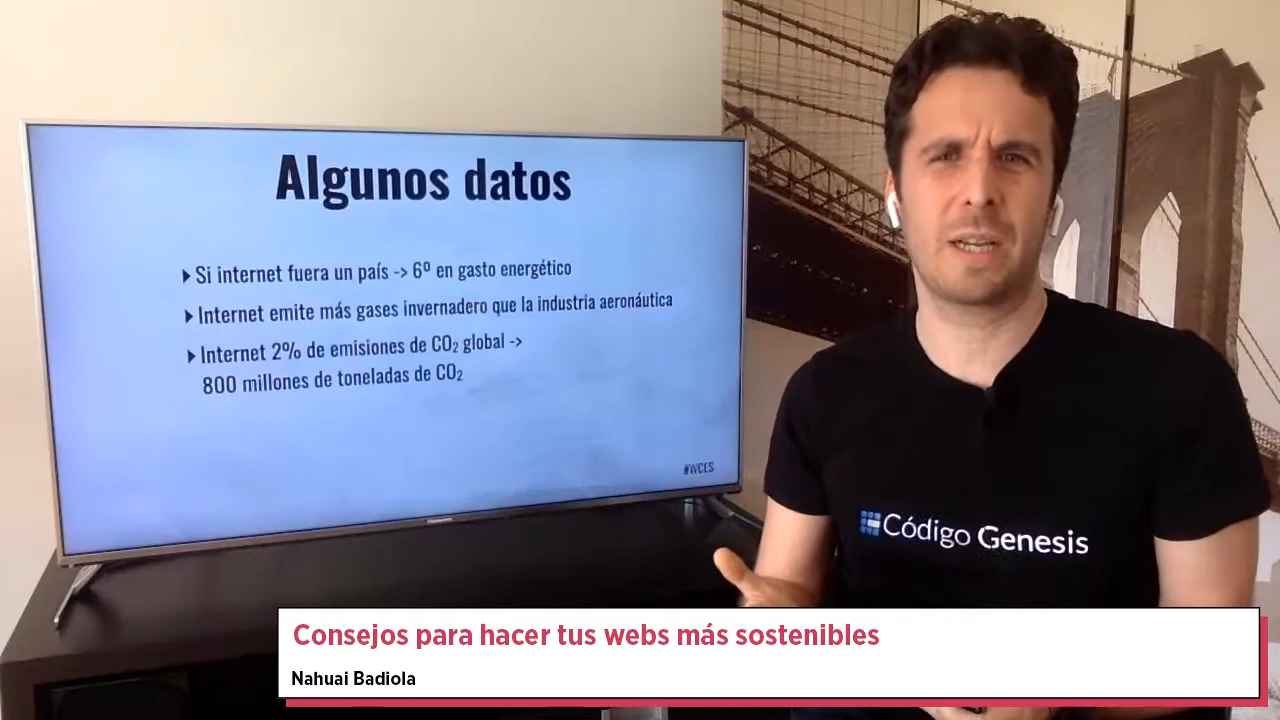 Algunos datos
Si internet fuera un país -> 6º en gasto energético
Internet emite más gases invernadero que la industria aeronáutica
Internet 2% de emisiones de CO₂ global ->
800 millones de toneladas de CO₂
#WCES
Código Genesis
Consejos para hacer tus webs más sostenibles
Nahuai Badiola